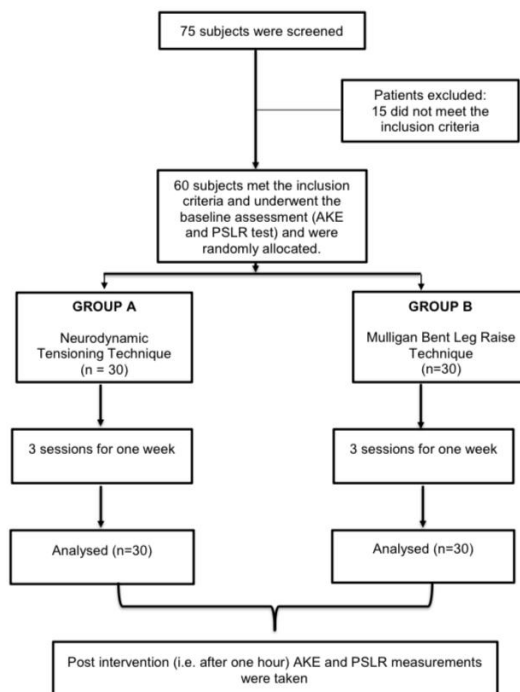 75 subjects were screened
Patients excluded:
15 did not meet the
inclusion criteria
60 subjects met the inclusion
criteria and underwent the
baseline assessment (AKE
and PSLR test) and were
randomly allocated.
GROUP A
Neurodynamic
Tensioning Technique
(n = 30)
GROUP B
Mulligan Bent Leg Raise
Technique
(n=30)
3 sessions for one week
3 sessions for one week
Analysed (n=30)
Analysed (n=30)
Post intervention (i.e. after one hour) AKE and PSLR measurements
were taken